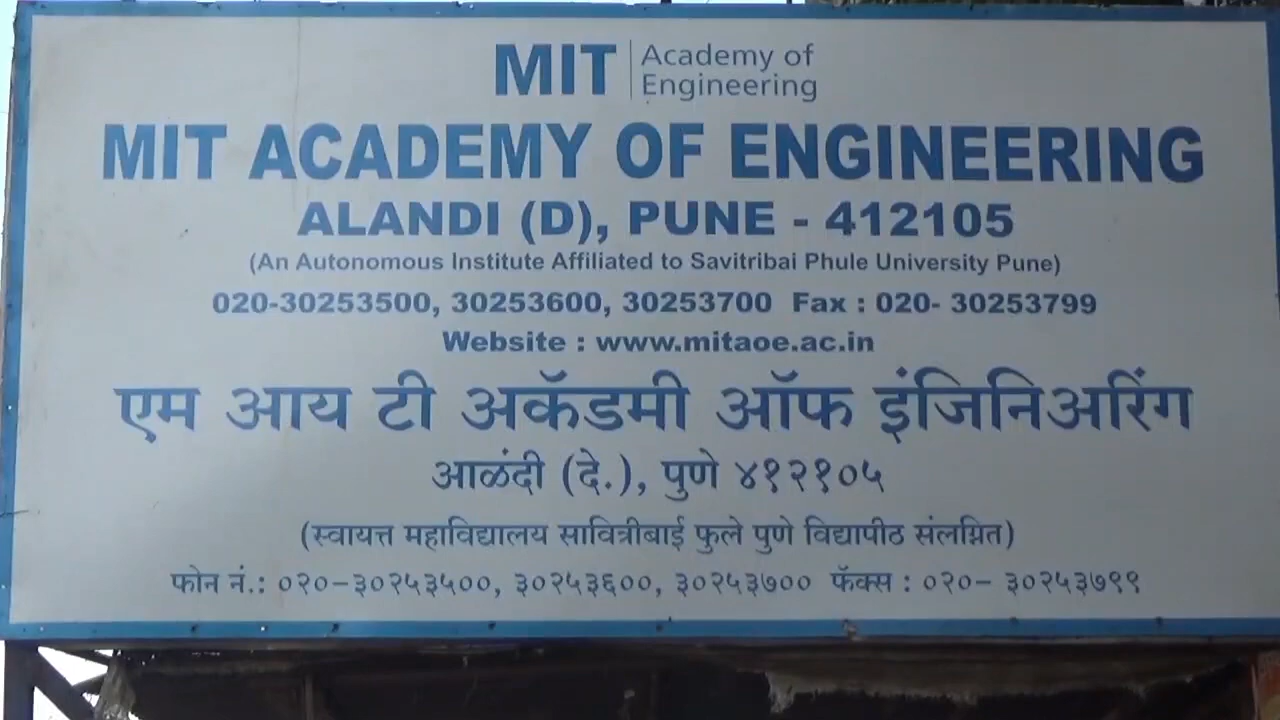 MIT Academy of
Engineering
MIT ACADEMY OF ENGINEERING
ALANDI (D), PUNE - 412105
(An Autonomous Institute Affiliated to Savitribai Phule University Pune)
020-30253500, 30253600, 30253700 Fax : 020- 30253799
Website : www.mitaoe.ac.in
एम आय टी अकॅडमी ऑफ इंजिनिअरिंग
आळंदी (दे.), पुणे ४१२१०५
(स्वायत्त महाविद्यालय सावित्रीबाई फुले पुणे विद्यापीठ संलग्नित)
फोन नं.: ०२०-३०२५३५००, ३०२५३६००, ३०२५३७०० फॅक्स : ०२०- ३०२५३७९९